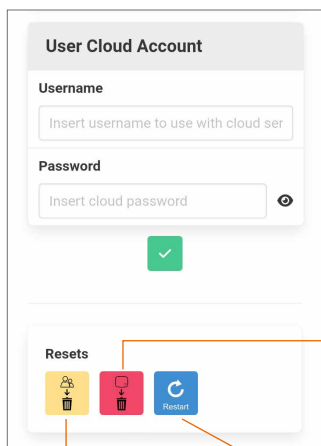 User Cloud Account
Username
Insert username to use with cloud ser
Password
Insert cloud password
Resets
Restart